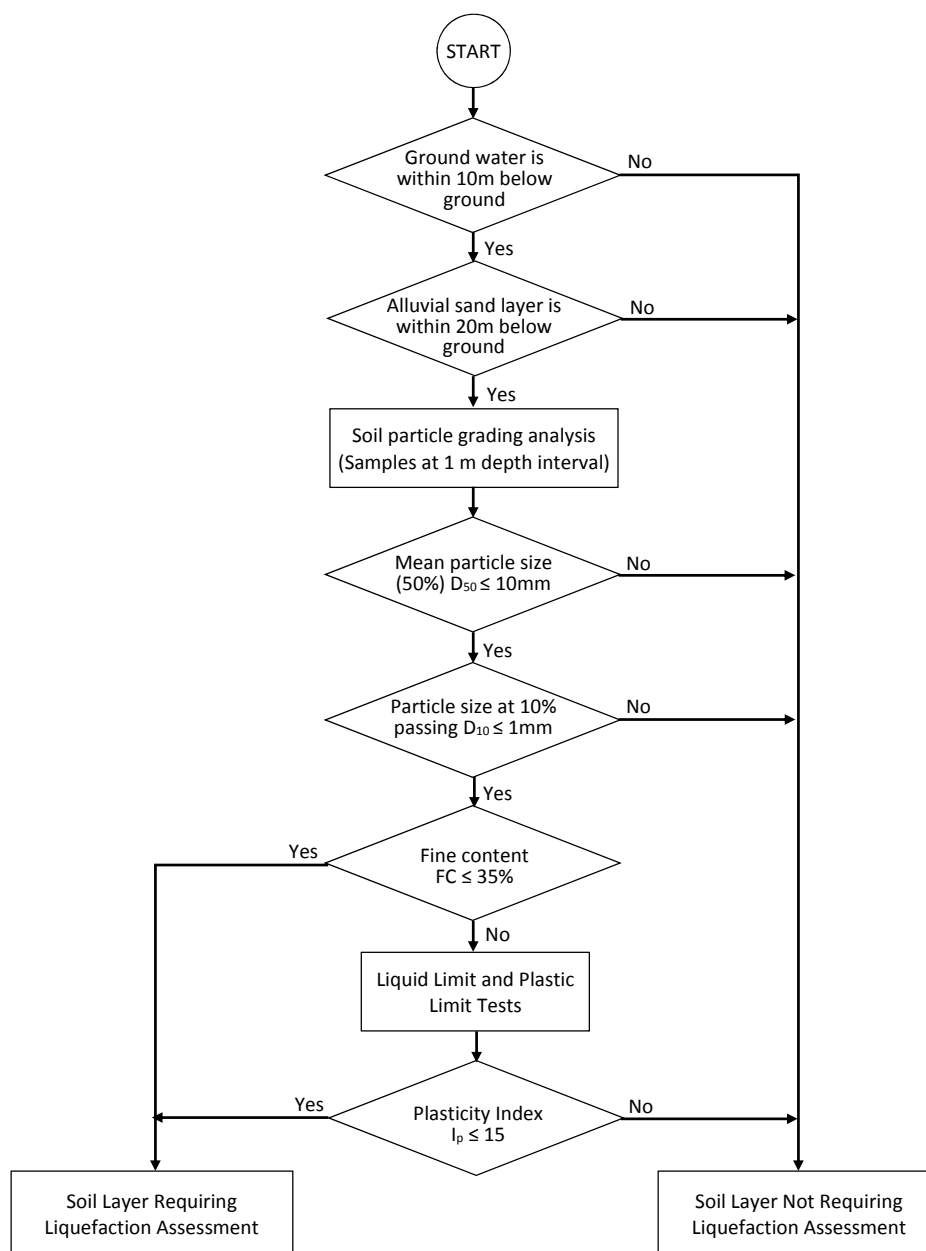 START
Ground water is
within 10m below
ground
No
Yes
Alluvial sand layer is
within 20m below
ground
No
Yes
Soil particle grading analysis
(Samples at 1 m depth interval)
Mean particle size
(50%) D₅₀ ≤ 10mm
No
Yes
Particle size at 10%
passing D₁₀ ≤ 1mm
No
Yes
Yes
Fine content
FC ≤ 35%
No
Liquid Limit and Plastic
Limit Tests
Yes
Plasticity Index
Iₚ ≤ 15
No
Soil Layer Requiring
Liquefaction Assessment
Soil Layer Not Requiring
Liquefaction Assessment